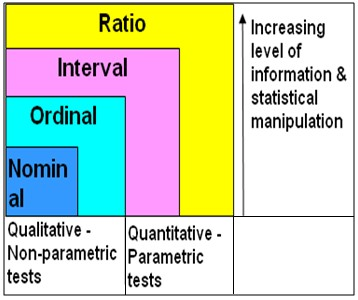 Ratio
Interval
Ordinal
Nomin
al
Increasing
level of
information &
statistical
manipulation
Qualitative -
Non-parametric
tests
Quantitative -
Parametric
tests